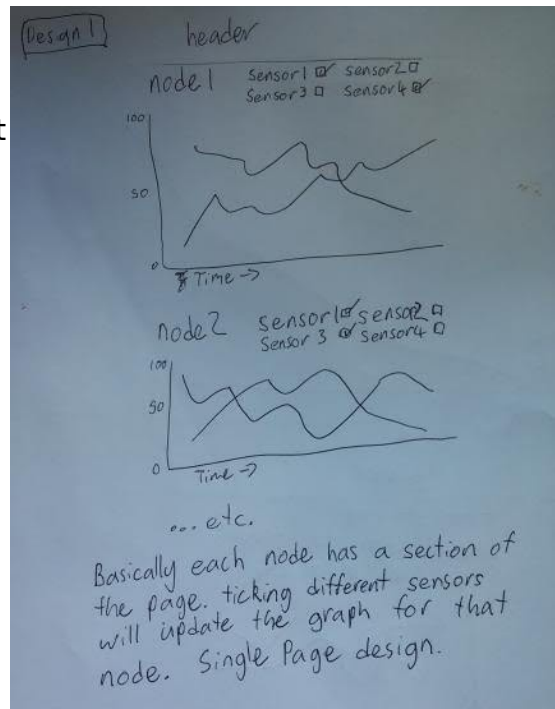 Design 1
header
node 1
Sensor1 sensor2
Sensor3 sensor4
100
50
0
Time →
node2
sensor1 sensor2
Sensor 3 sensor4
100
50
0
Time →
... etc.
Basically each node has a section of
the page. ticking different sensors
will update the graph for that
node. Single Page design.
t